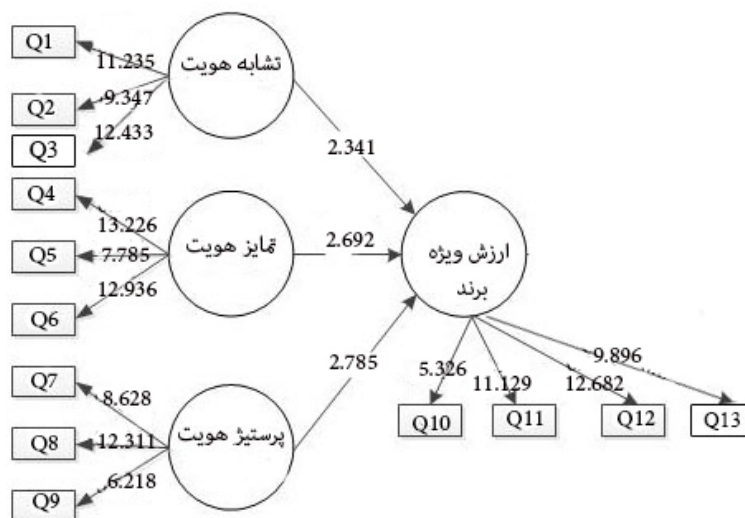 Q1
11.235
تشابه هویت
Q2
9.347
Q3
12.433
2.341
Q4
13.226
تمایز هویت
Q5
7.785
2.692
ارزش ویژه
برند
Q6
12.936
Q7
8.628
2.785
پرستیژ هویت
Q8
12.311
Q9
6.218
5.326
11.129
12.682
9.896
Q10
Q11
Q12
Q13